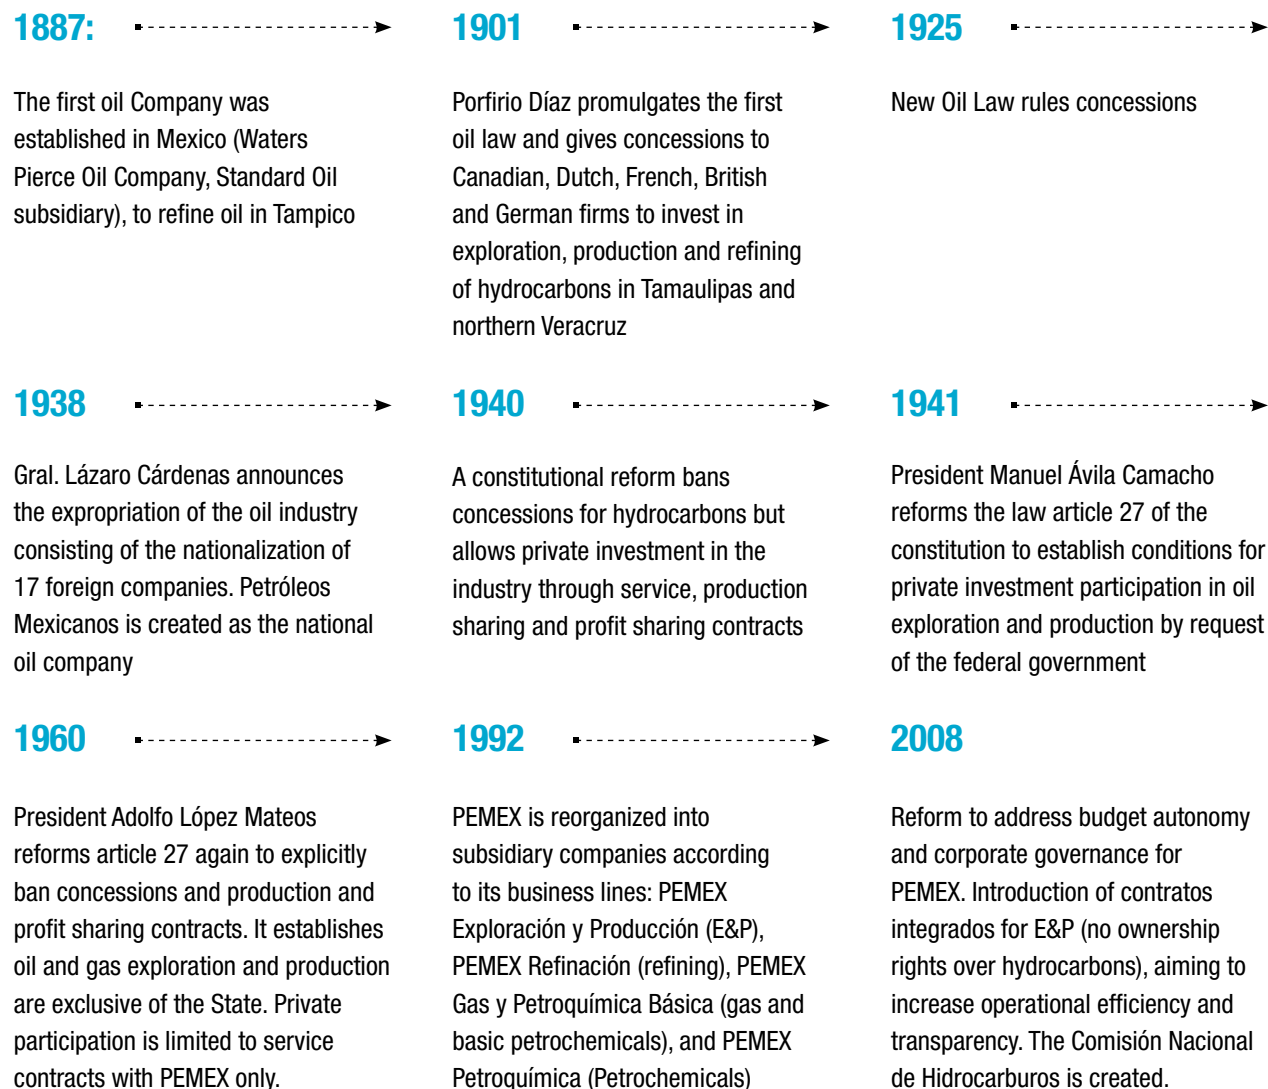 1887:
The first oil Company was
established in Mexico (Waters
Pierce Oil Company, Standard Oil
subsidiary), to refine oil in Tampico
1901
Porfirio Díaz promulgates the first
oil law and gives concessions to
Canadian, Dutch, French, British
and German firms to invest in
exploration, production and refining
of hydrocarbons in Tamaulipas and
northern Veracruz
1925
New Oil Law rules concessions
1938
Gral. Lázaro Cárdenas announces
the expropriation of the oil industry
consisting of the nationalization of
17 foreign companies. Petróleos
Mexicanos is created as the national
oil company
1940
A constitutional reform bans
concessions for hydrocarbons but
allows private investment in the
industry through service, production
sharing and profit sharing contracts
1941
President Manuel Ávila Camacho
reforms the law article 27 of the
constitution to establish conditions for
private investment participation in oil
exploration and production by request
of the federal government
1960
President Adolfo López Mateos
reforms article 27 again to explicitly
ban concessions and production and
profit sharing contracts. It establishes
oil and gas exploration and production
are exclusive of the State. Private
participation is limited to service
contracts with PEMEX only.
1992
PEMEX is reorganized into
subsidiary companies according
to its business lines: PEMEX
Exploración y Producción (E&P),
PEMEX Refinación (refining), PEMEX
Gas y Petroquímica Básica (gas and
basic petrochemicals), and PEMEX
Petroquímica (Petrochemicals)
2008
Reform to address budget autonomy
and corporate governance for
PEMEX. Introduction of contratos
integrados for E&P (no ownership
rights over hydrocarbons), aiming to
increase operational efficiency and
transparency. The Comisión Nacional
de Hidrocarburos is created.